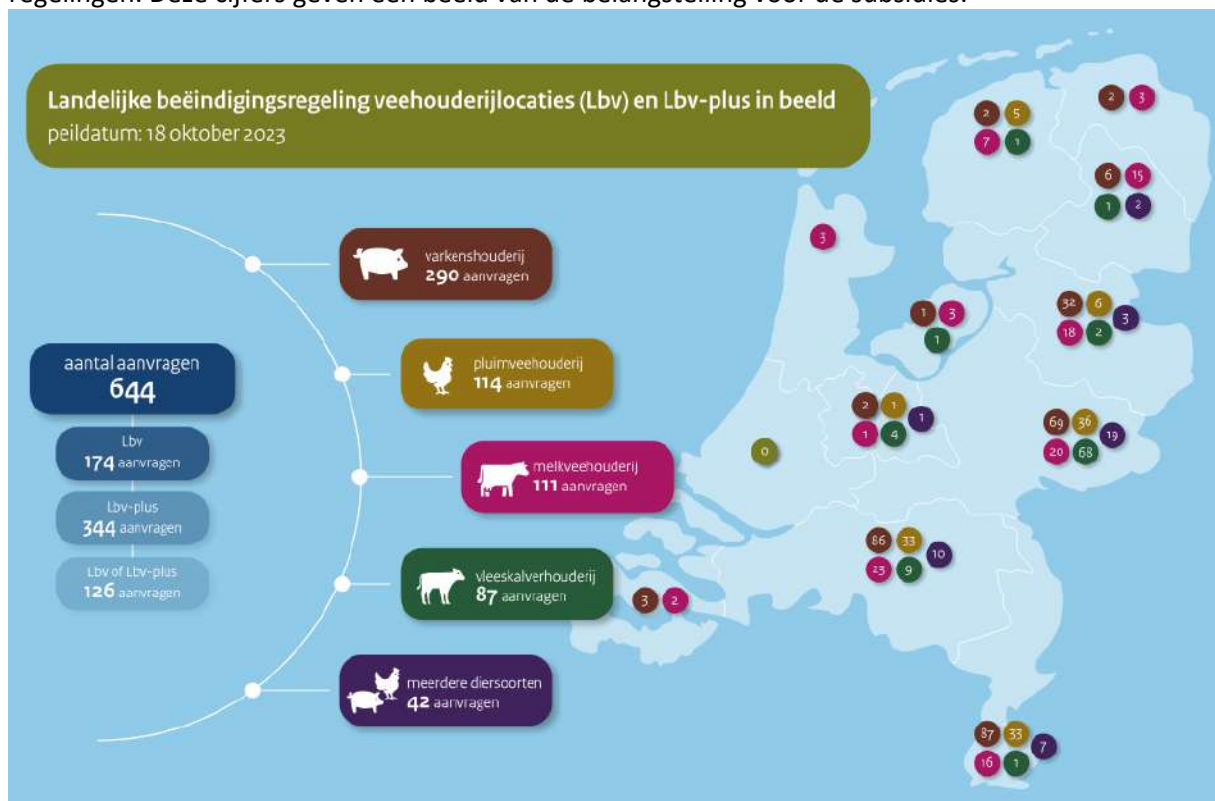 regelingen. Deze cijfers geven een beeld van de belangstelling voor de subsidies.
Landelijke beëindigingsregeling veehouderijlocaties (Lbv) en Lbv-plus in beeld
peildatum: 18 oktober 2023
aantal aanvragen
644
Lbv
174 aanvragen
Lbv-plus
344 aanvragen
Lbv of Lbv-plus
126 aanvragen
varkenshouderij
290 aanvragen
pluimveehouderij
114 aanvragen
melkveehouderij
111 aanvragen
vleeskalverhouderij
87 aanvragen
meerdere diersoorten
42 aanvragen
2 3
2 5
7 1
6 15
1 2
3
32 6
18 2
3
1 3
1
2 1
1 4
1
69 36
20 68
19
0
86 33
23 9
10
3 2
87 33
16 1
7